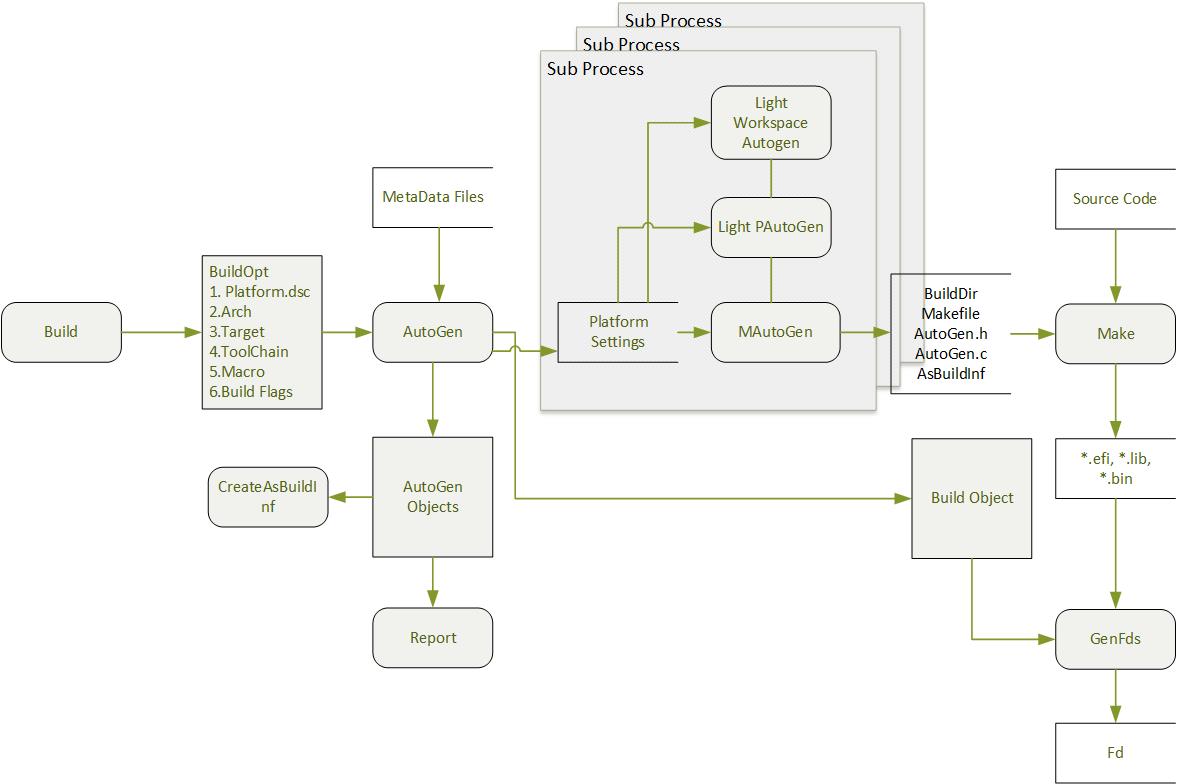 Sub Process
Sub Process
Sub Process
Light
Workspace
Autogen
MetaData Files
Source Code
Light PAutoGen
BuildOpt
1. Platform.dsc
2.Arch
3.Target
4.ToolChain
5.Macro
6.Build Flags
Build
AutoGen
Platform
Settings
MAutoGen
BuildDir
Makefile
AutoGen.h
AutoGen.c
AsBuildInf
Make
CreateAsBuildI
nf
AutoGen
Objects
Build Object
*.efi, *.lib,
*.bin
Report
GenFds
Fd